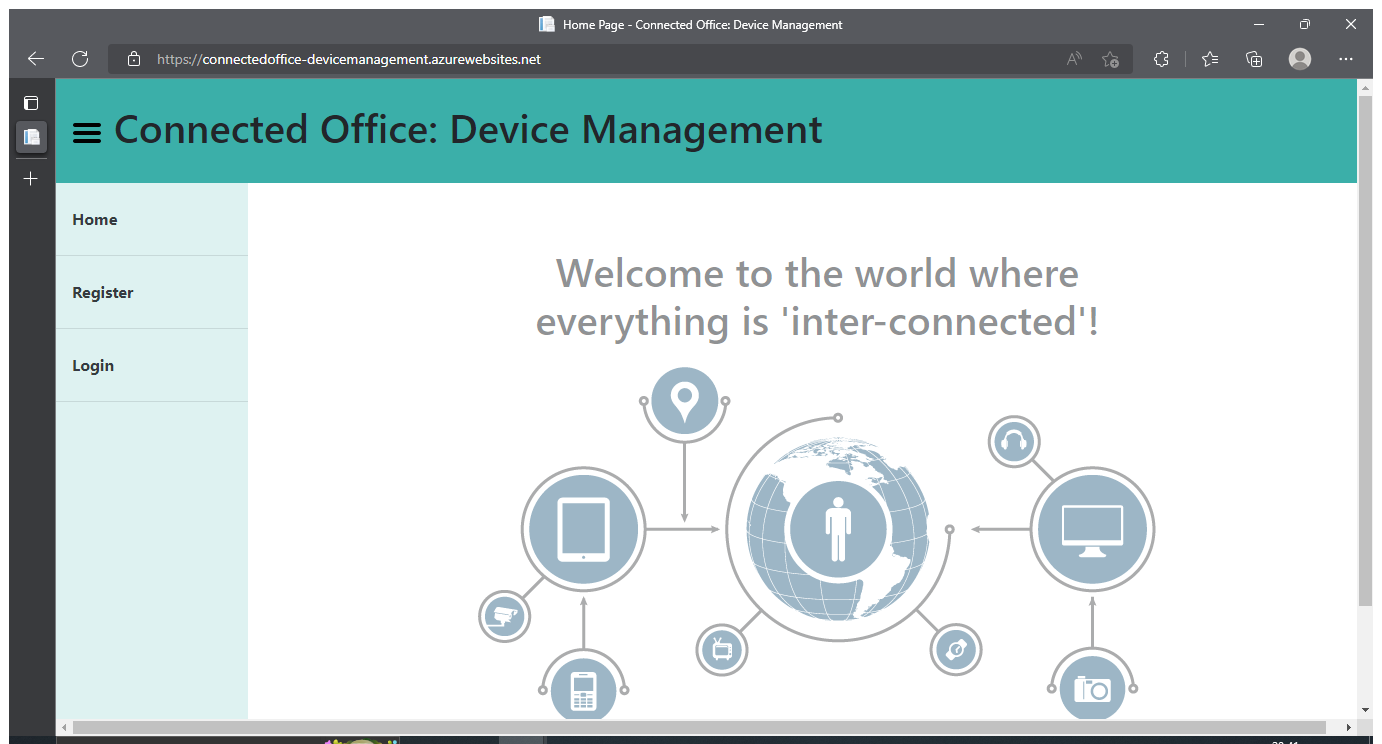 Home Page - Connected Office: Device Management
https://connectedoffice-devicemanagement.azurewebsites.net
Connected Office: Device Management
Home
Register
Login
Welcome to the world where
everything is 'inter-connected'!